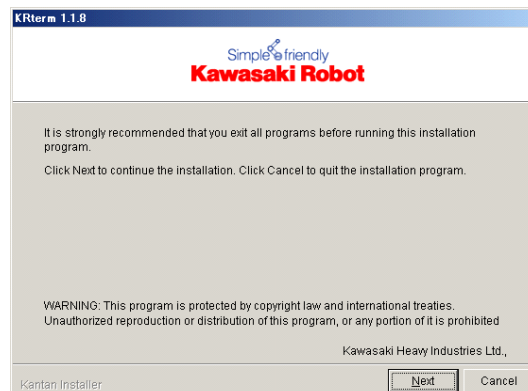 KRterm 1.1.8
Simple & friendly
Kawasaki Robot
It is strongly recommended that you exit all programs before running this installation
program.
Click Next to continue the installation. Click Cancel to quit the installation program.
WARNING: This program is protected by copyright law and international treaties.
Unauthorized reproduction or distribution of this program, or any portion of it is prohibited
Kawasaki Heavy Industries Ltd.,
Kantan Installer
Next
Cancel